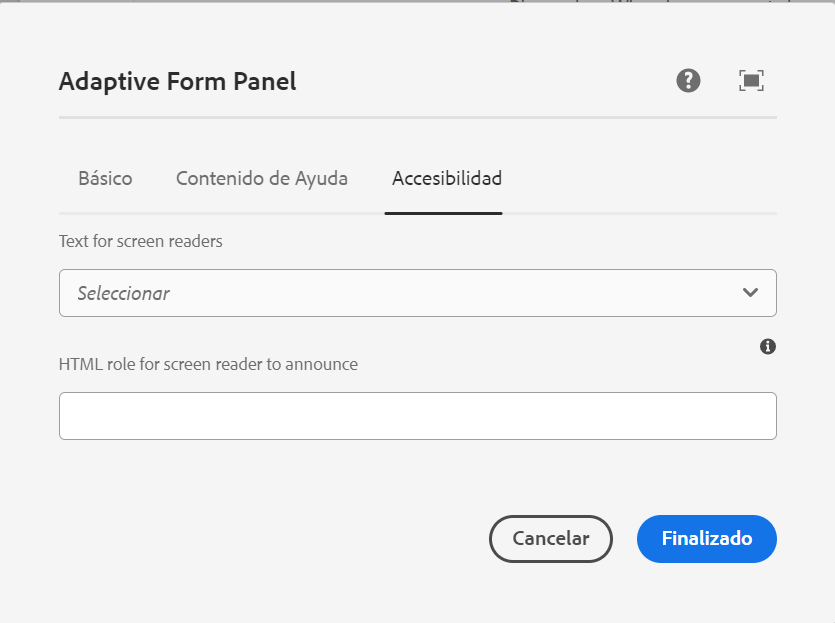 Adaptive Form Panel
Básico Contenido de Ayuda Accesibilidad
Text for screen readers
Seleccionar
HTML role for screen reader to announce
Cancelar Finalizado